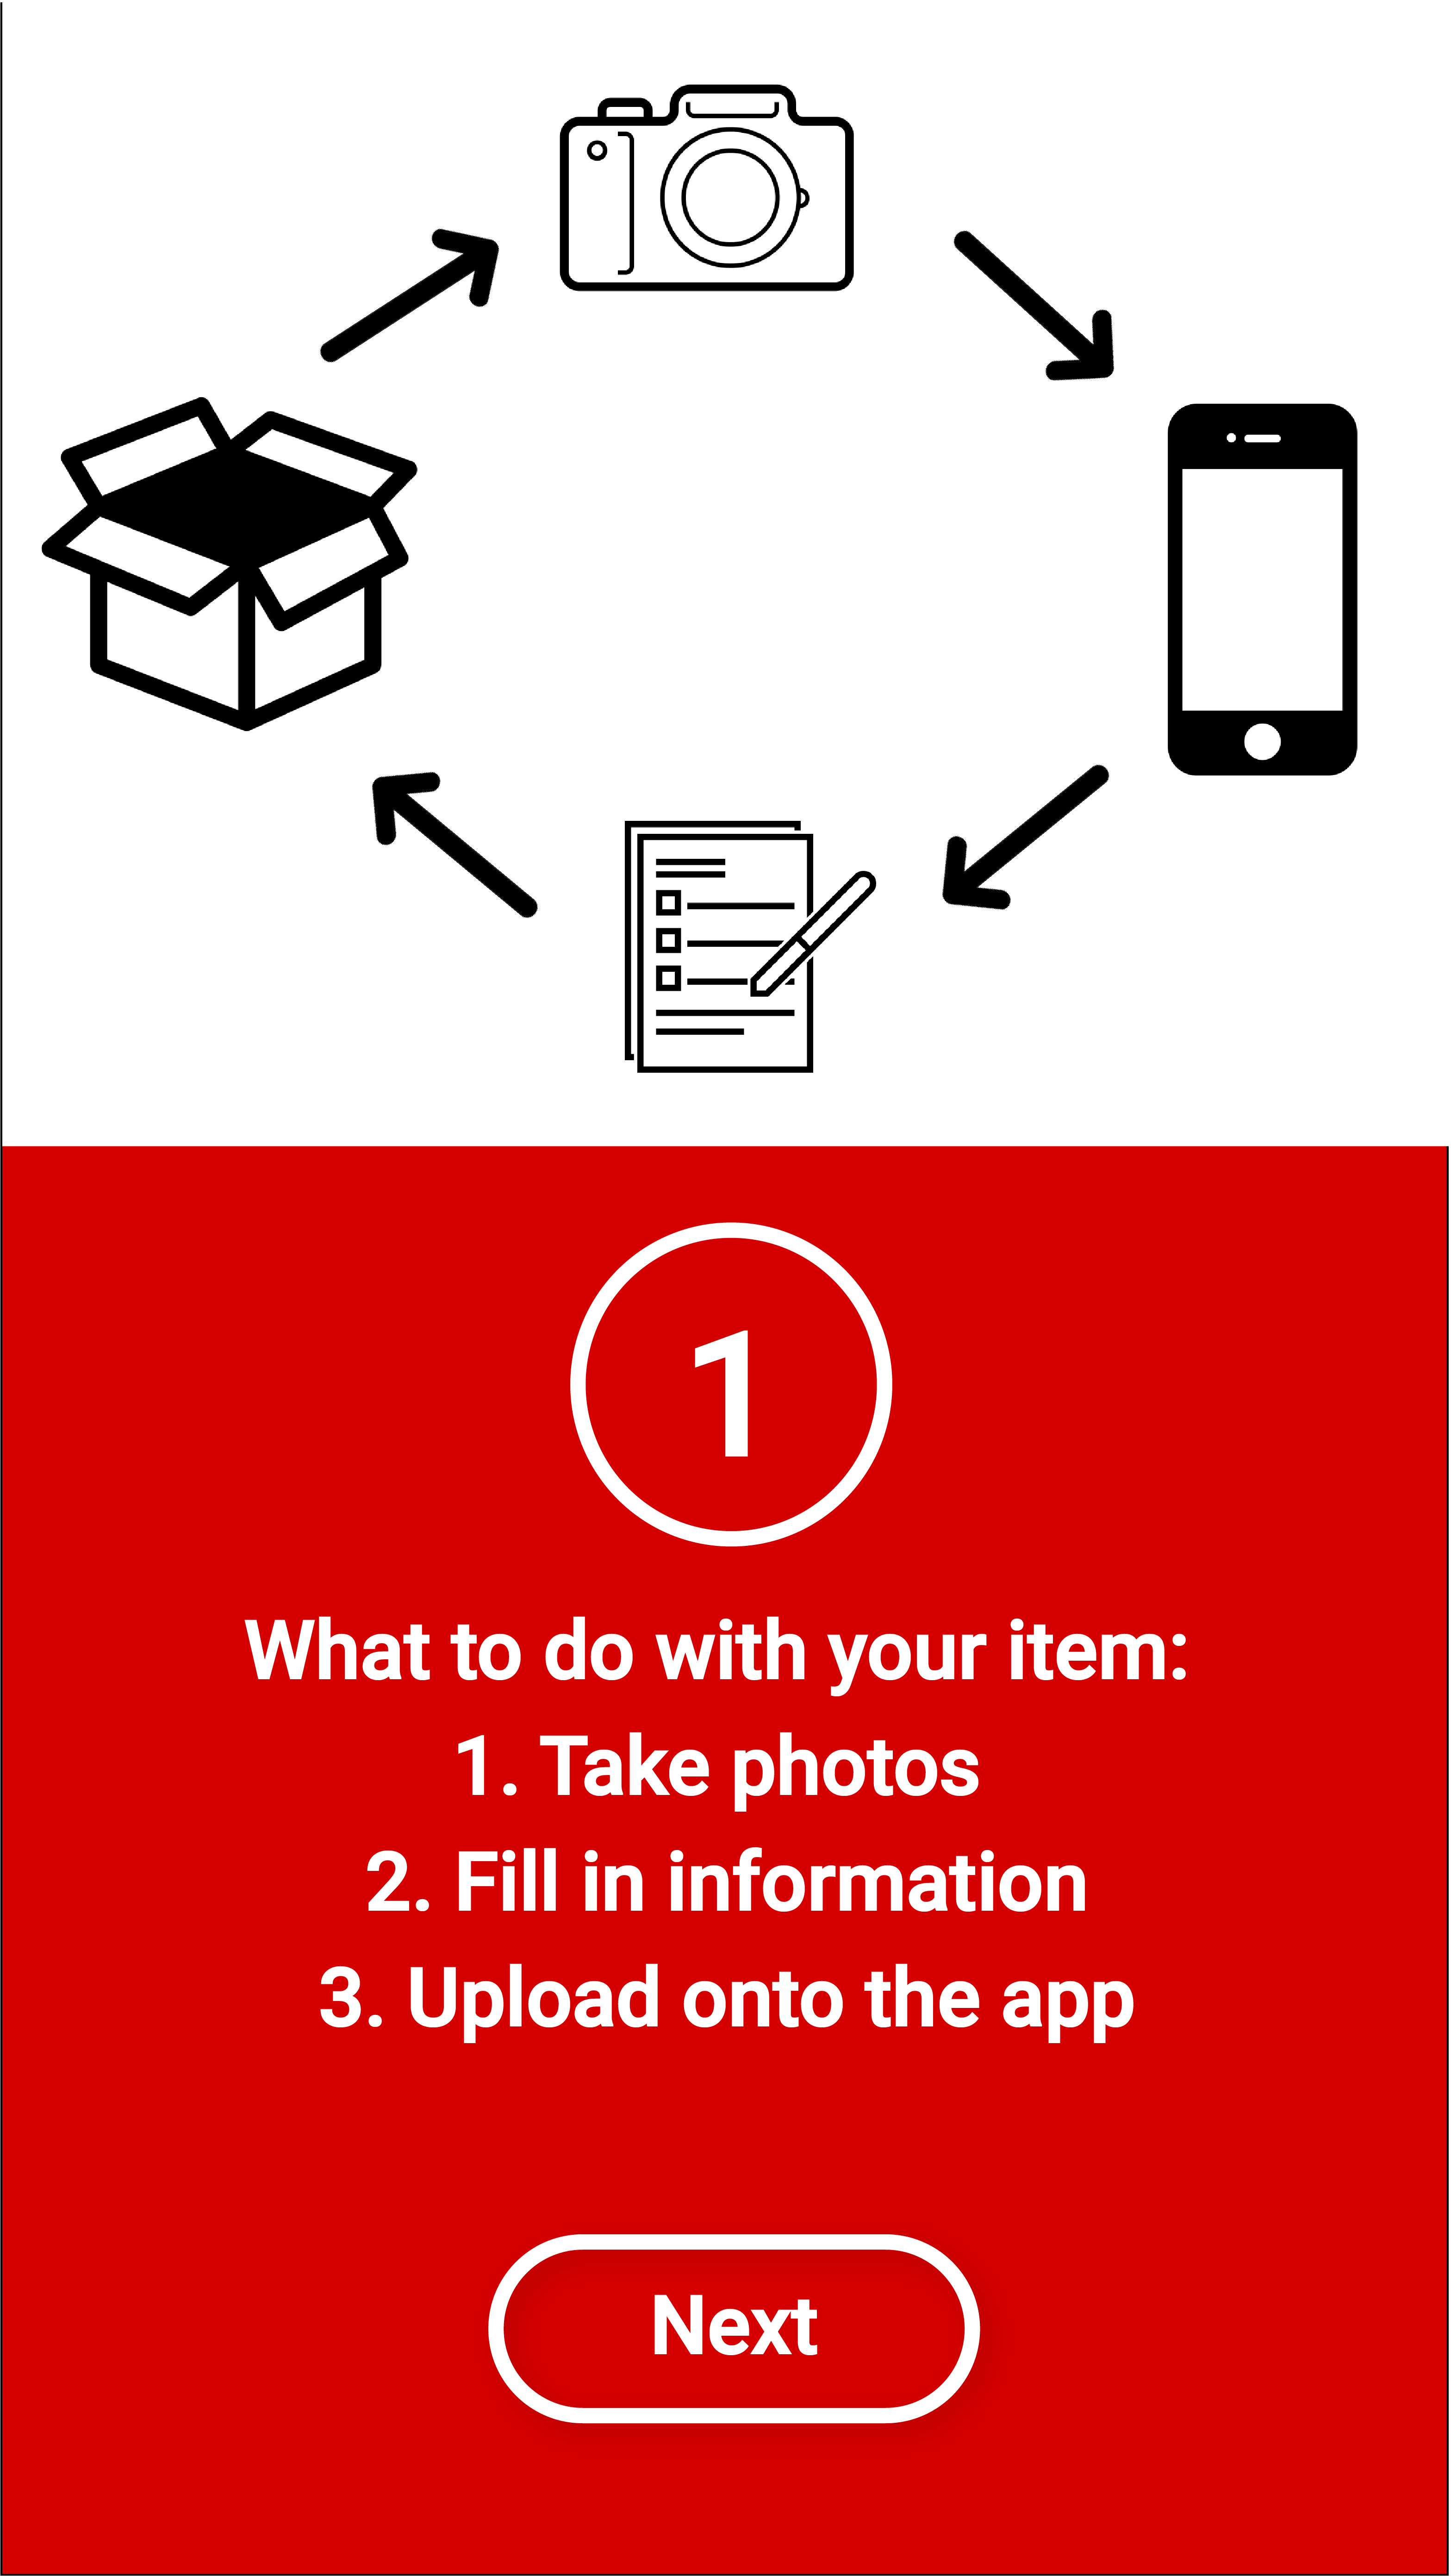 1
What to do with your item:
1. Take photos
2. Fill in information
3. Upload onto the app
Next